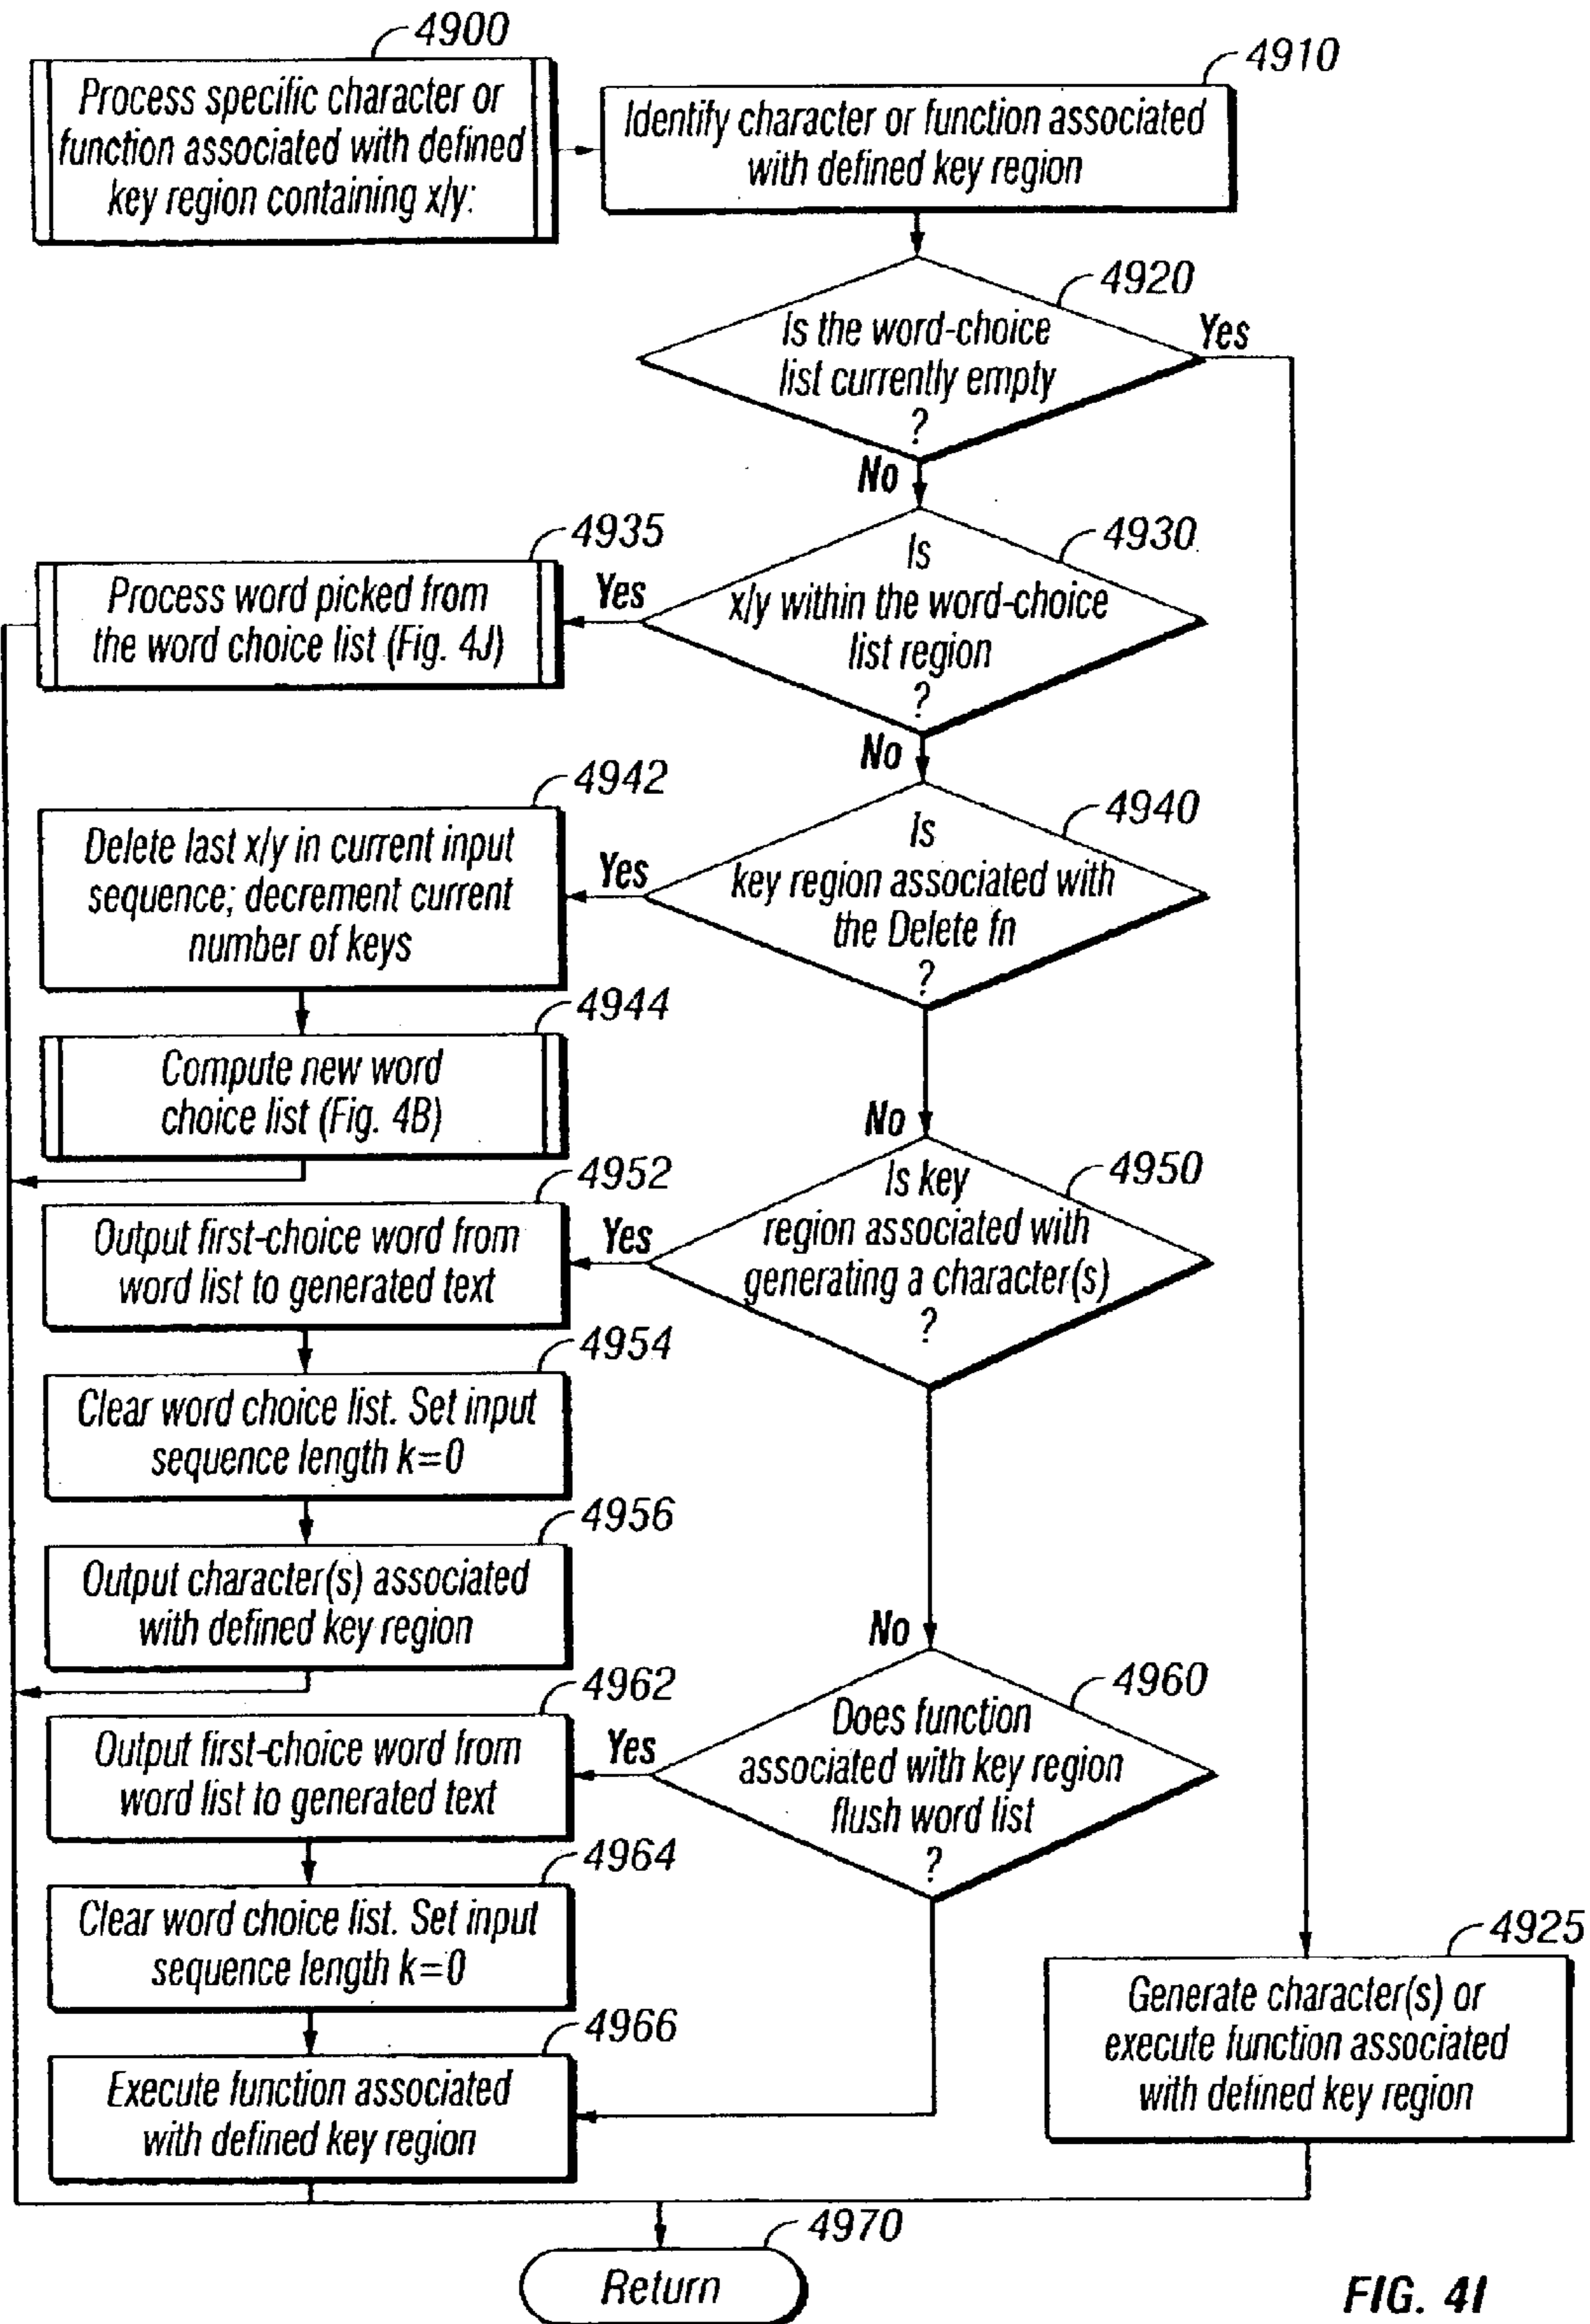 4900
Process specific character or
function associated with defined
key region containing x/y:
4910
Identify character or function associated
with defined key region
4920
Is the word-choice
list currently empty
?
Yes
No
4930
Is
x/y within the word-choice
list region
?
Yes
4935
Process word picked from
the word choice list (Fig. 4J)
No
4940
Is
key region associated with
the Delete fn
?
Yes
4942
Delete last x/y in current input
sequence; decrement current
number of keys
4944
Compute new word
choice list (Fig. 4B)
No
4950
Is key
region associated with
generating a character(s)
?
Yes
4952
Output first-choice word from
word list to generated text
4954
Clear word choice list. Set input
sequence length k=0
4956
Output character(s) associated
with defined key region
No
4960
Does function
associated with key region
flush word list
?
Yes
4962
Output first-choice word from
word list to generated text
4964
Clear word choice list. Set input
sequence length k=0
4966
Execute function associated
with defined key region
4925
Generate character(s) or
execute function associated
with defined key region
4970
Return
FIG. 4I